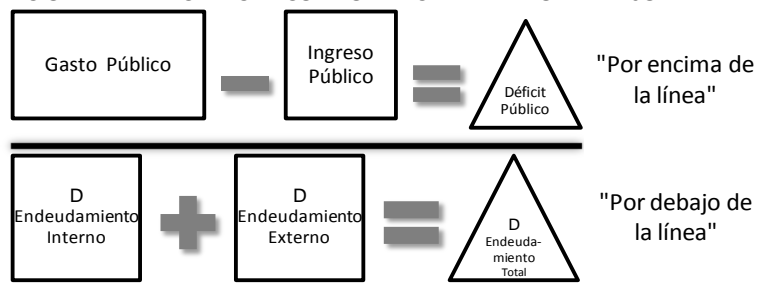 Gasto Público
Ingreso
Público
Déficit
Público
"Por encima de
la línea"
D
Endeudamiento
Interno
D
Endeudamiento
Externo
D
Endeuda-
miento
Total
"Por debajo de
la línea"